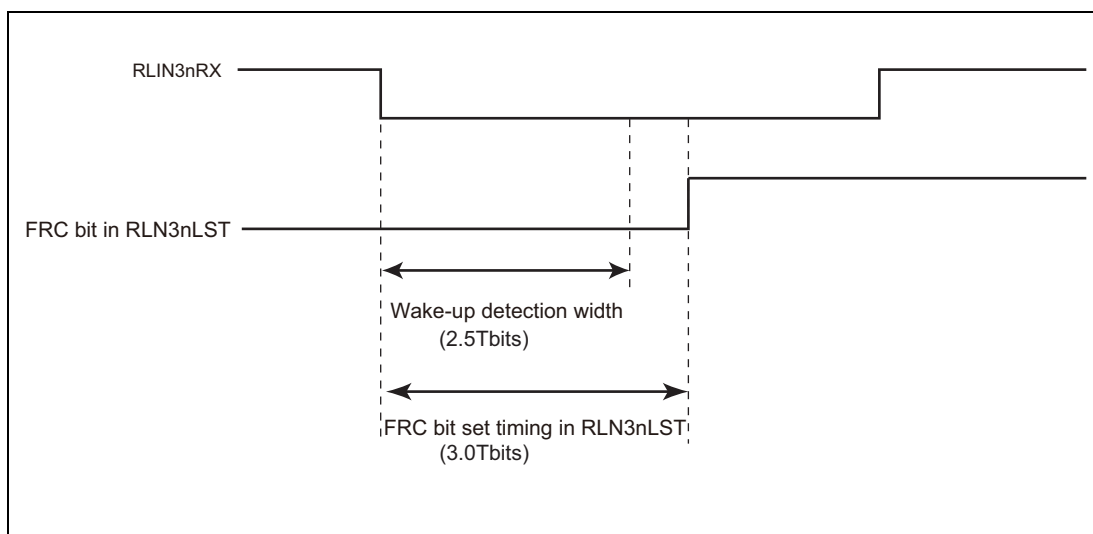 RLIN3nRX
FRC bit in RLN3nLST
Wake-up detection width
(2.5Tbits)
FRC bit set timing in RLN3nLST
(3.0Tbits)